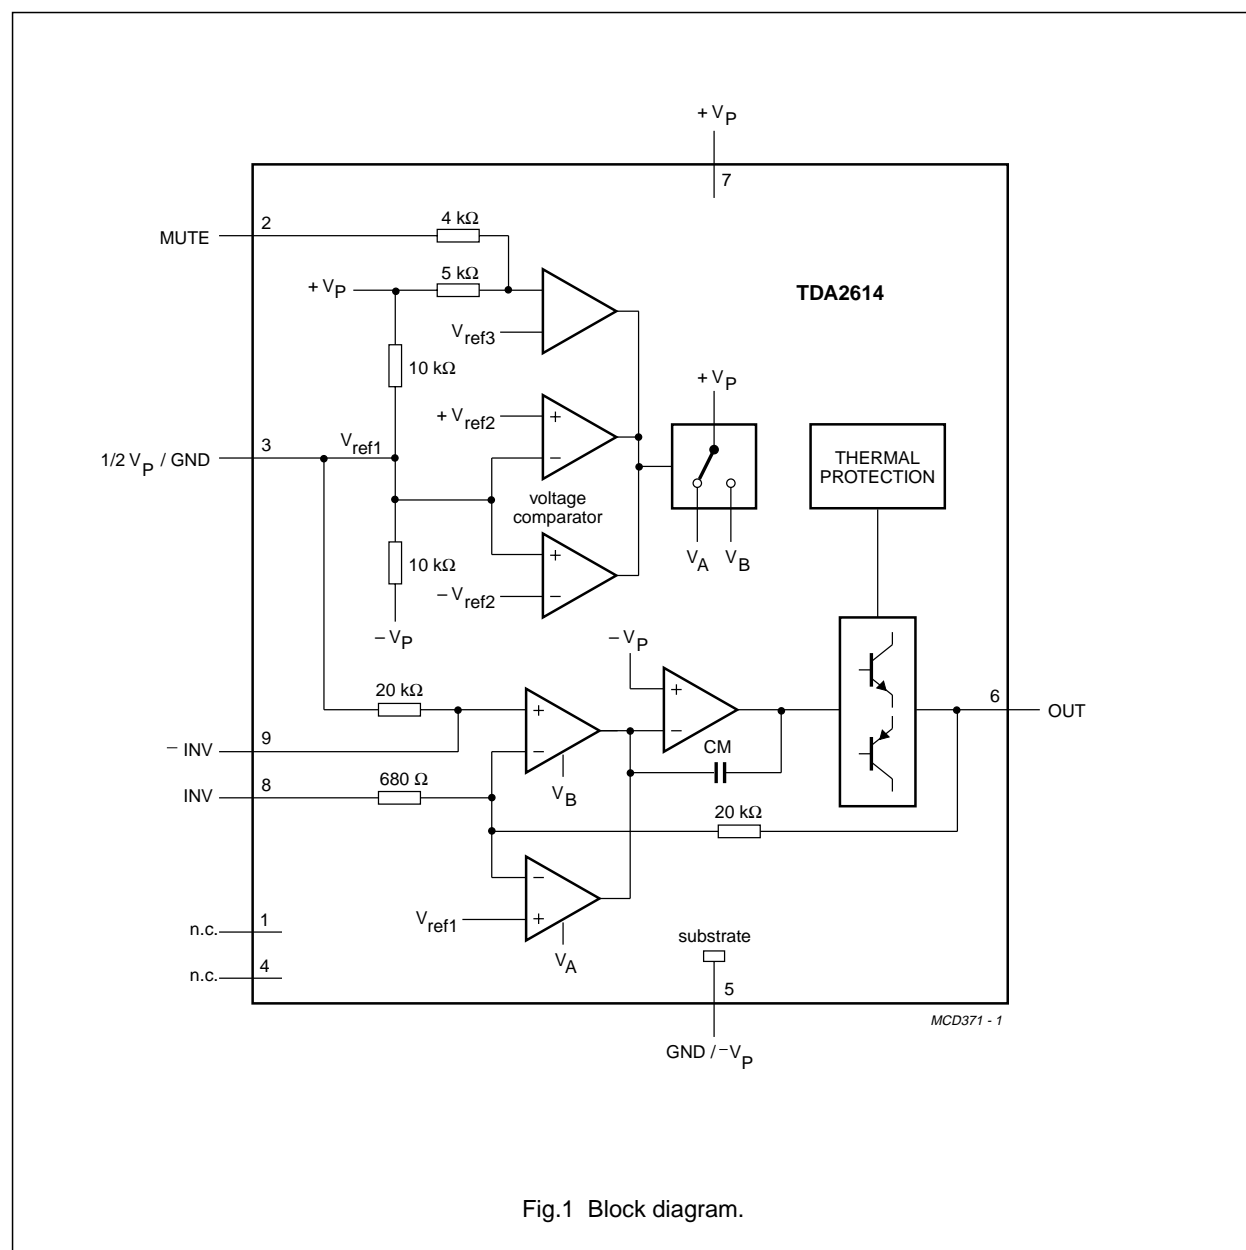 + VP
7
2
4 kΩ
MUTE
5 kΩ
+ VP
TDA2614
Vref3
10 kΩ
+ VP
+ Vref2
+
−
3
Vref1
1/2 VP / GND
THERMAL
PROTECTION
voltage
comparator
+
−
VA
VB
10 kΩ
− Vref2
− VP
− VP
20 kΩ
+
−
+
−
6
OUT
9
− INV
CM
8
680 Ω
INV
VB
20 kΩ
−
+
Vref1
1
n.c.
substrate
VA
4
n.c.
5
MCD371 - 1
GND / −VP
Fig.1 Block diagram.